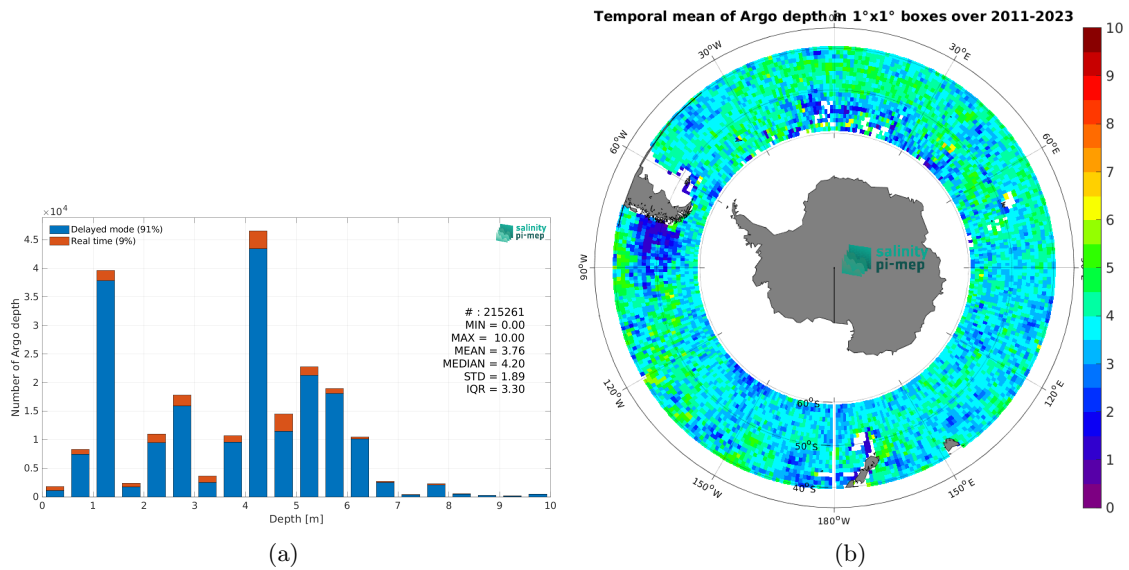 ×10⁴
Delayed mode (91%)
Real time (9%)
salinity
pi-mep
4.5
4
3.5
3
2.5
2
1.5
1
0.5
0
Number of Argo depth
# : 215261
MIN = 0.00
MAX = 10.00
MEAN = 3.76
MEDIAN = 4.20
STD = 1.89
IQR = 3.30
0 1 2 3 4 5 6 7 8 9 10
Depth [m]
(a)
Temporal mean of Argo depth in 1°x1° boxes over 2011-2023
30°W
30°E
60°W
60°E
90°W
120°W
120°E
150°W
150°E
180°W
60°S
50°S
40°S
salinity
pi-mep
10
9
8
7
6
5
4
3
2
1
0
(b)